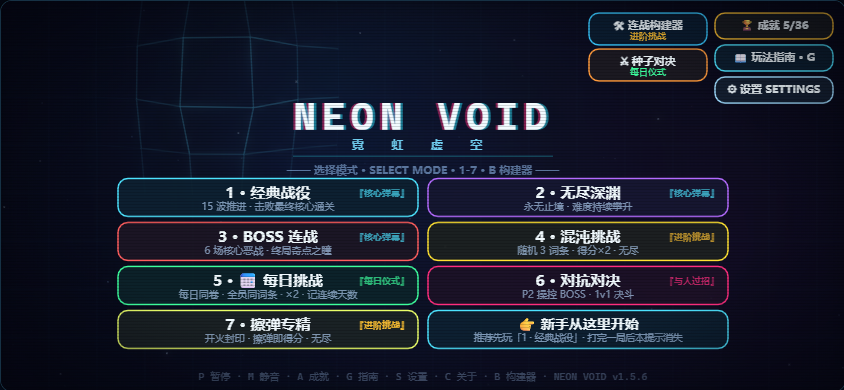 🛠 连战构建器
进阶挑战
🏆 成就 5/36
⚔ 种子对决
每日仪式
📖 玩法指南 • G
⚙ 设置 SETTINGS
NEON VOID
霓 虹 虚 空
选择模式 • SELECT MODE • 1-7 • B 构建器
1 • 经典战役
『核心弹幕』
15 波推进 · 击败最终核心通关
2 • 无尽深渊
『核心弹幕』
永无止境 · 难度持续攀升
3 • BOSS 连战
『核心弹幕』
6 场核心恶战 · 终局奇点之瞳
4 • 混沌挑战
『进阶挑战』
随机 3 词条 · 得分×2 · 无尽
5 • 📅 每日挑战
『每日仪式』
每日同卷 · 全员同词条 · ×2 · 记连续天数
6 • 对抗对决
『与人过招』
P2 操控 BOSS · 1v1 决斗
7 • 擦弹专精
『进阶挑战』
开火封印 · 擦弹即得分 · 无尽
👉 新手从这里开始
推荐先玩「1 · 经典战役」 · 打完一局后本提示消失
P 暂停 · M 静音 · A 成就 · G 指南 · S 设置 · C 关于 · B 构建器 · NEON VOID v1.5.6